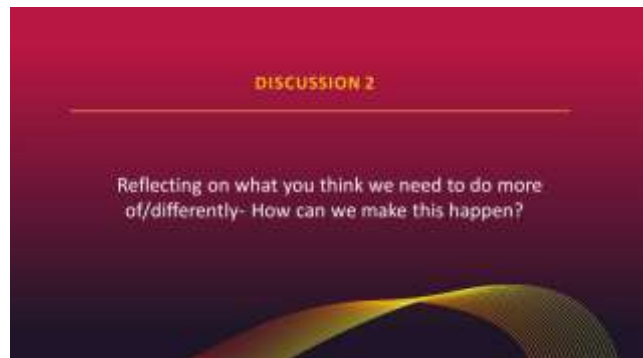 DISCUSSION 2
Reflecting on what you think we need to do more
of/differently- How can we make this happen?